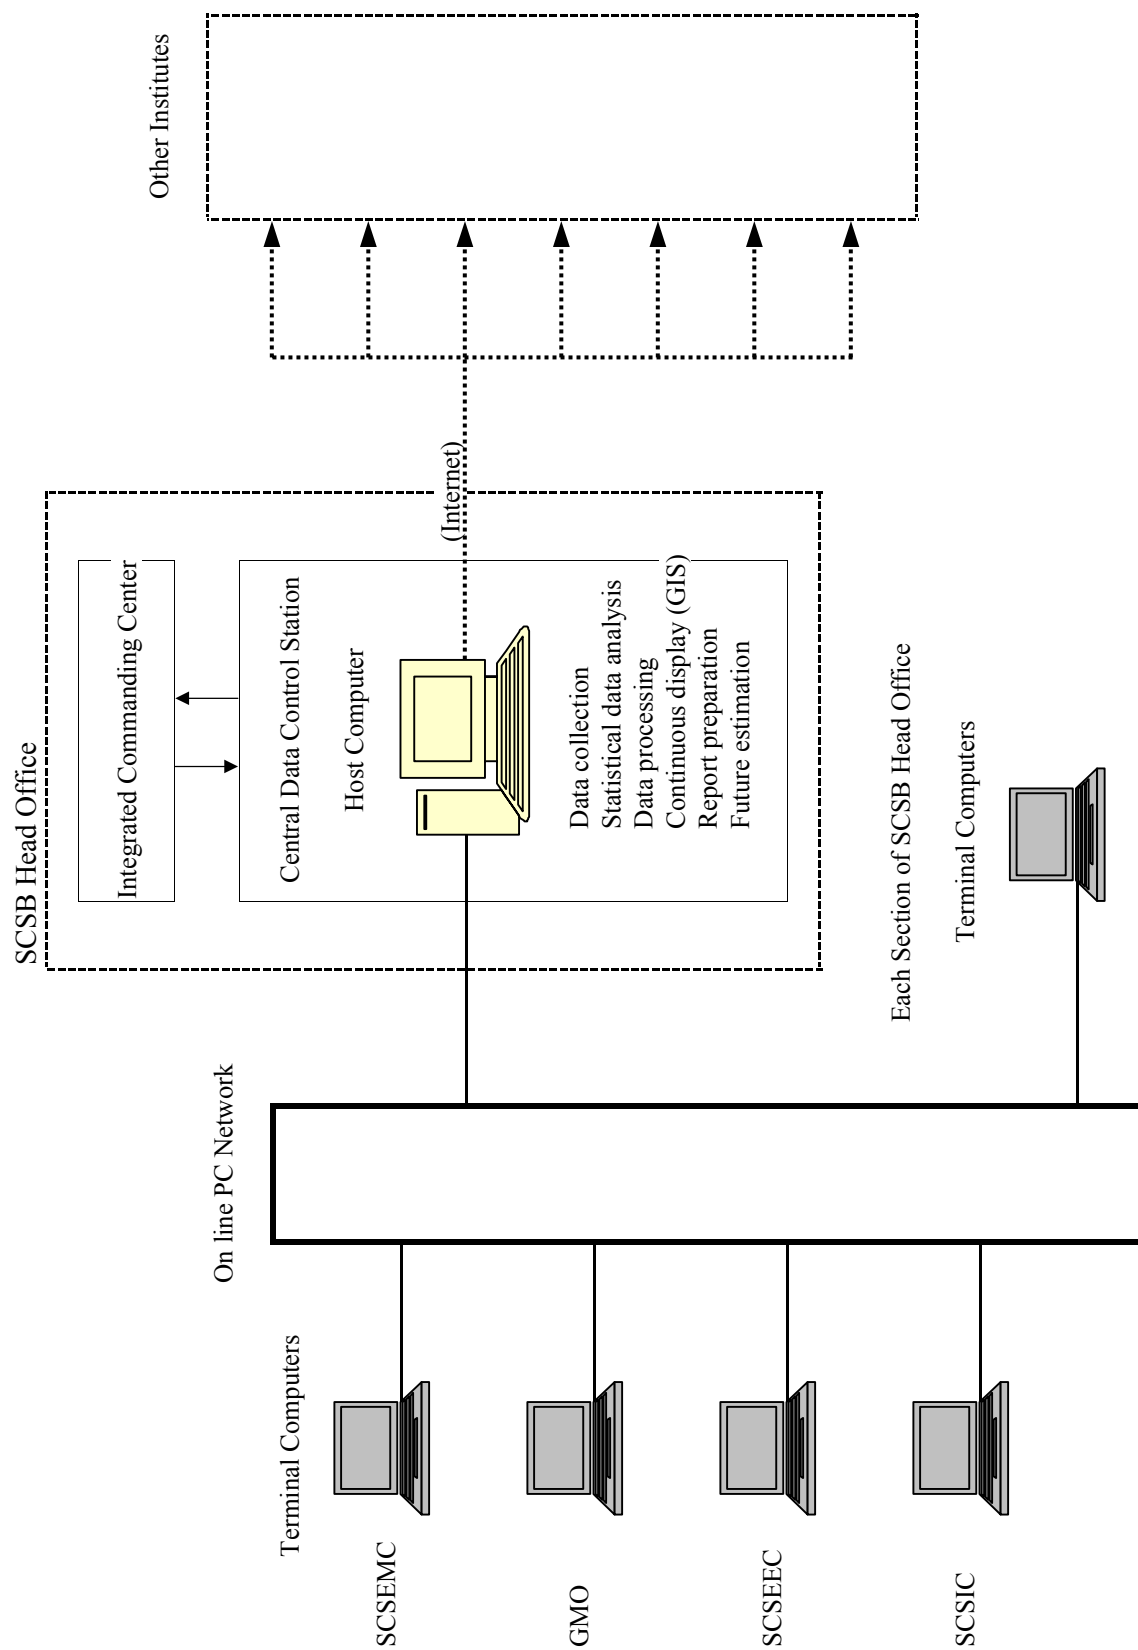 SCSB Head Office
Integrated Commanding Center
Central Data Control Station
Host Computer
Data collection
Statistical data analysis
Data processing
Continuous display (GIS)
Report preparation
Future estimation
(Internet)
Other Institutes
On line PC Network
Terminal Computers
SCSEMC
GMO
SCSEEC
SCSIC
Each Section of SCSB Head Office
Terminal Computers